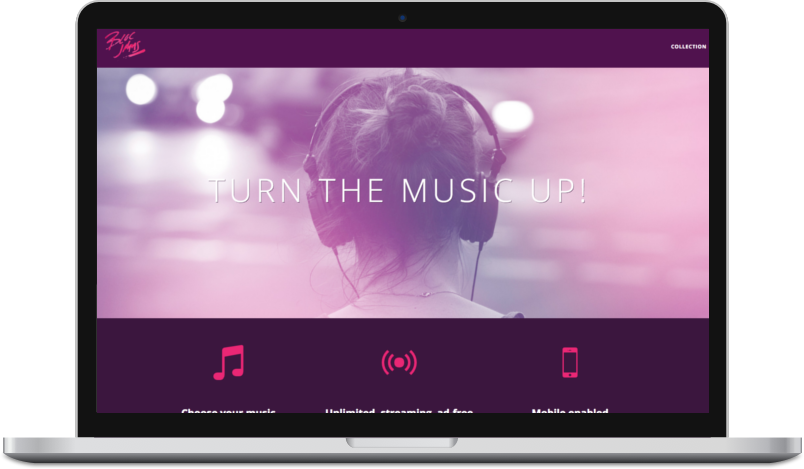 Bloc
Jams
COLLECTION
TURN THE MUSIC UP!
Choose your music
Unlimited, streaming, ad-free
Mobile enabled